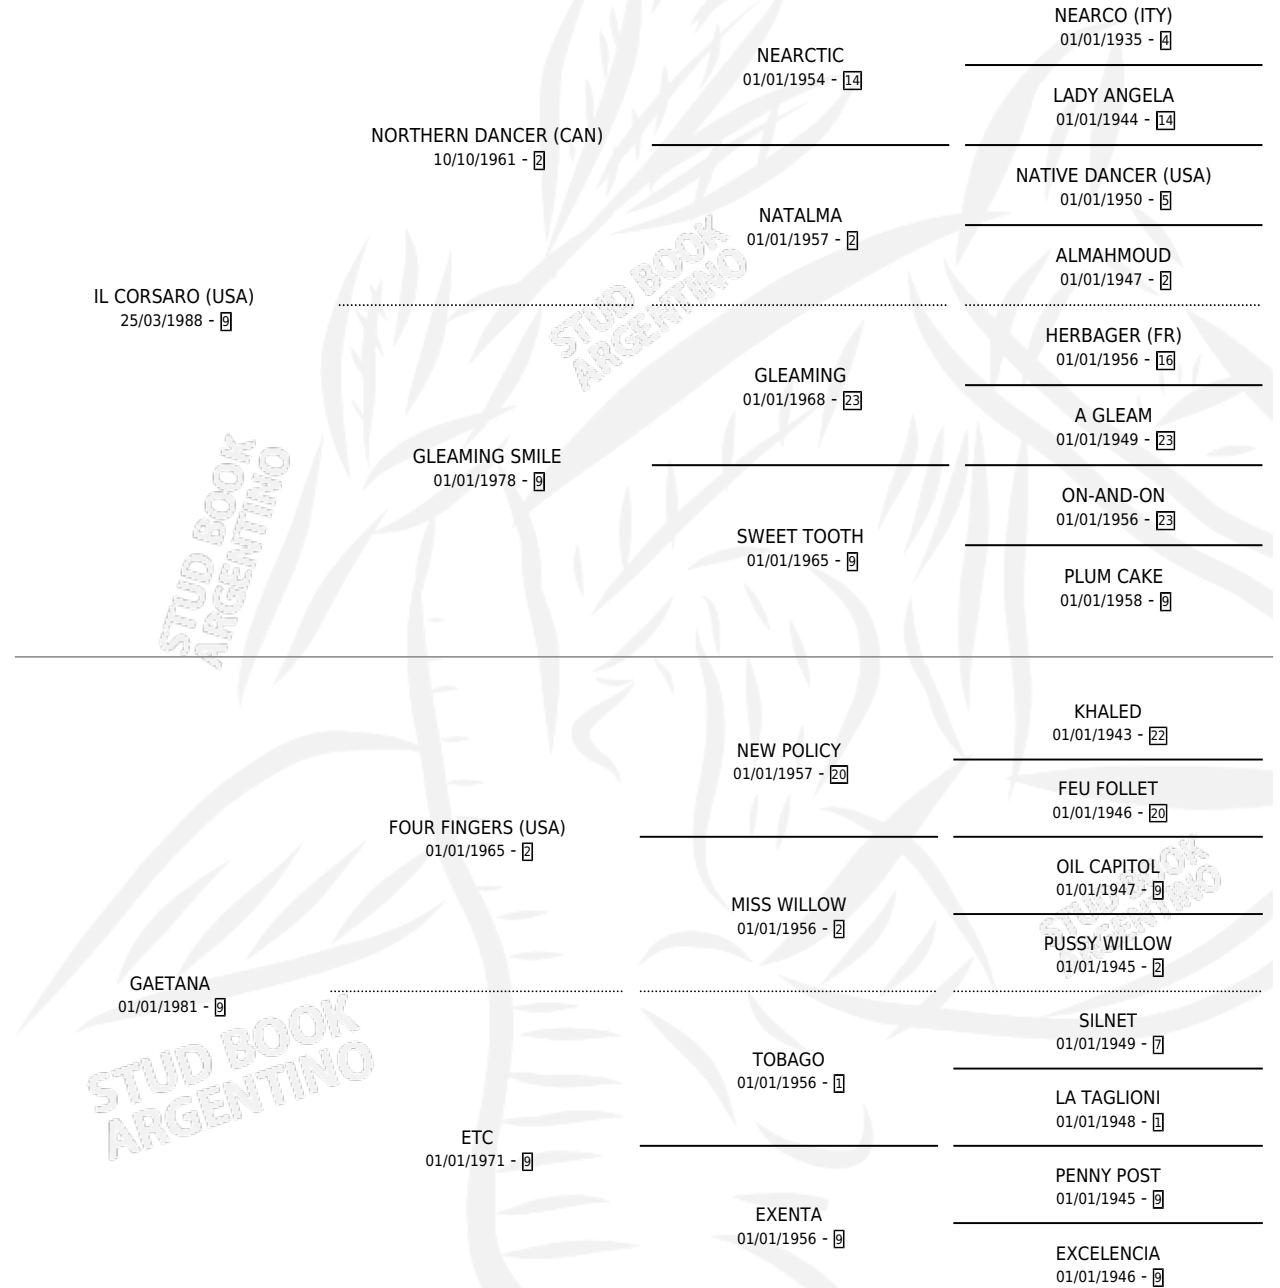 NEARCO (ITY)
01/01/1935 - 4
NEARCTIC
01/01/1954 - 14
LADY ANGELA
01/01/1944 - 14
NORTHERN DANCER (CAN)
10/10/1961 - 2
NATIVE DANCER (USA)
01/01/1950 - 5
NATALMA
01/01/1957 - 2
ALMAHMOUD
01/01/1947 - 2
IL CORSARO (USA)
25/03/1988 - 9
STUD BOOK
ARGENTINO
HERBAGER (FR)
01/01/1956 - 16
GLEAMING
01/01/1968 - 23
A GLEAM
01/01/1949 - 23
GLEAMING SMILE
01/01/1978 - 9
ON-AND-ON
01/01/1956 - 23
SWEET TOOTH
01/01/1965 - 9
PLUM CAKE
01/01/1958 - 9
STUD BOOK
ARGENTINO
KHALED
01/01/1943 - 22
NEW POLICY
01/01/1957 - 20
FEU FOLLET
01/01/1946 - 20
FOUR FINGERS (USA)
01/01/1965 - 2
OIL CAPITOL
01/01/1947 - 9
MISS WILLOW
01/01/1956 - 2
PUSSY WILLOW
01/01/1945 - 2
STUD BOOK
ARGENTINO
GAETANA
01/01/1981 - 9
SILNET
01/01/1949 - 7
TOBAGO
01/01/1956 - 1
LA TAGLIONI
01/01/1948 - 1
STUD BOOK
ARGENTINO
ETC
01/01/1971 - 9
PENNY POST
01/01/1945 - 9
EXENTA
01/01/1956 - 9
EXCELENCIA
01/01/1946 - 9